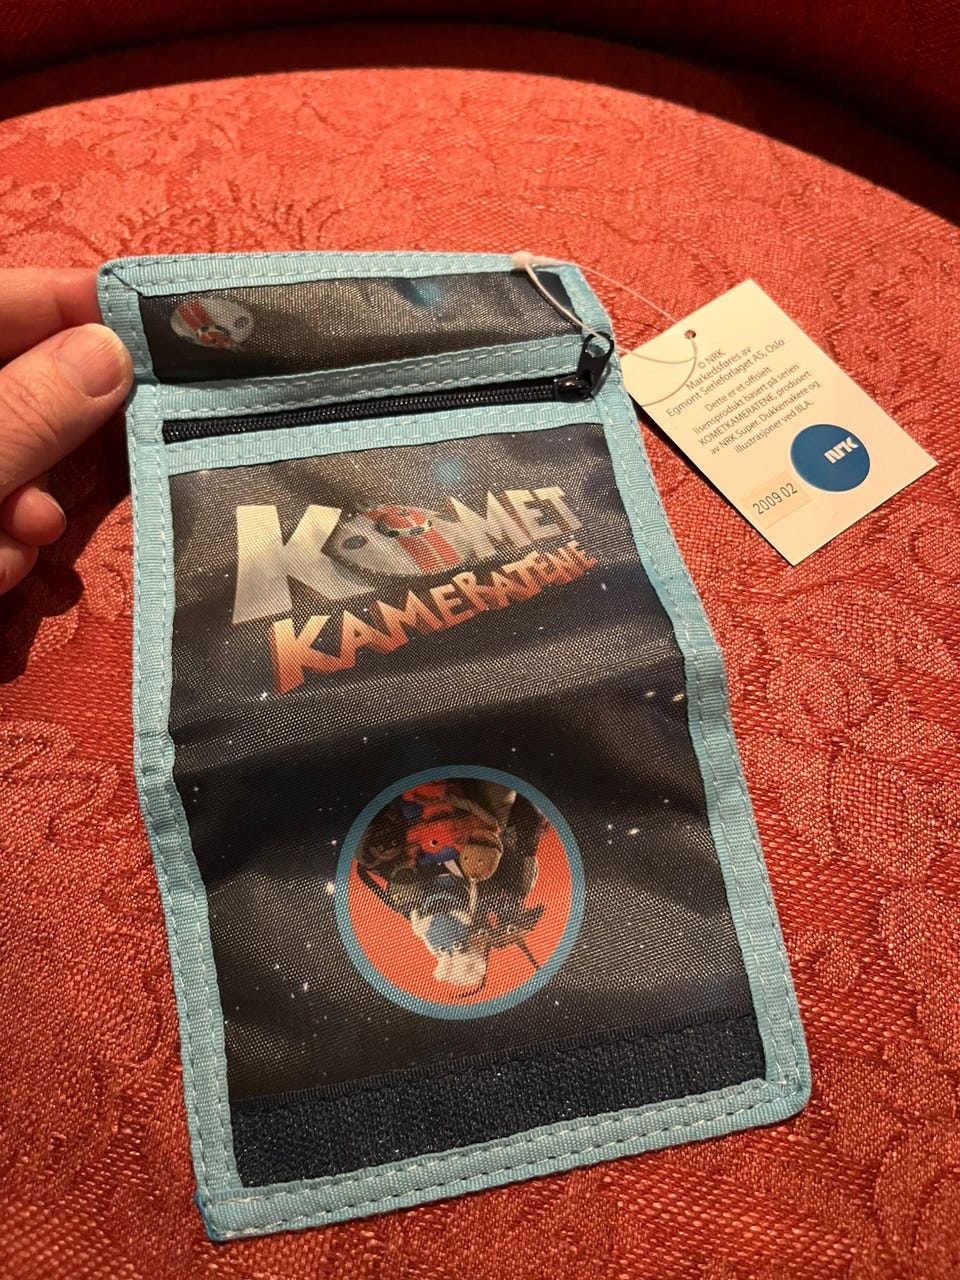 © NRK
Markedsføres av
Egmont Serieforlaget AS, Oslo
Dette er et offisielt
lisensprodukt basert på serien
KOMETKAMERATENE, produsert
av NRK Super. Dukkemakere og
illustrasjoner ved BLA.
NRK
2009 02
KOMET
KAMERATENE